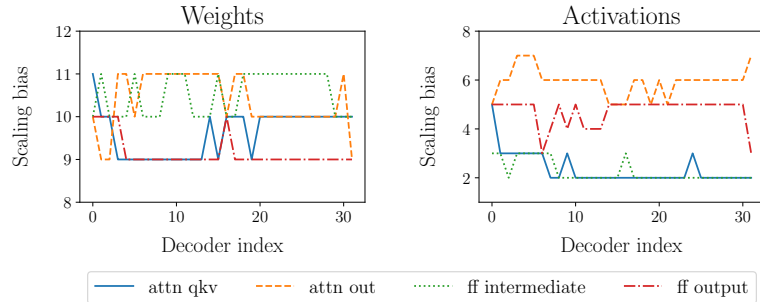 Weights
12
11
10
9
8
0
10
20
30
Scaling bias
Decoder index
Activations
8
6
4
2
0
10
20
30
Scaling bias
Decoder index
attn qkv
attn out
ff intermediate
ff output